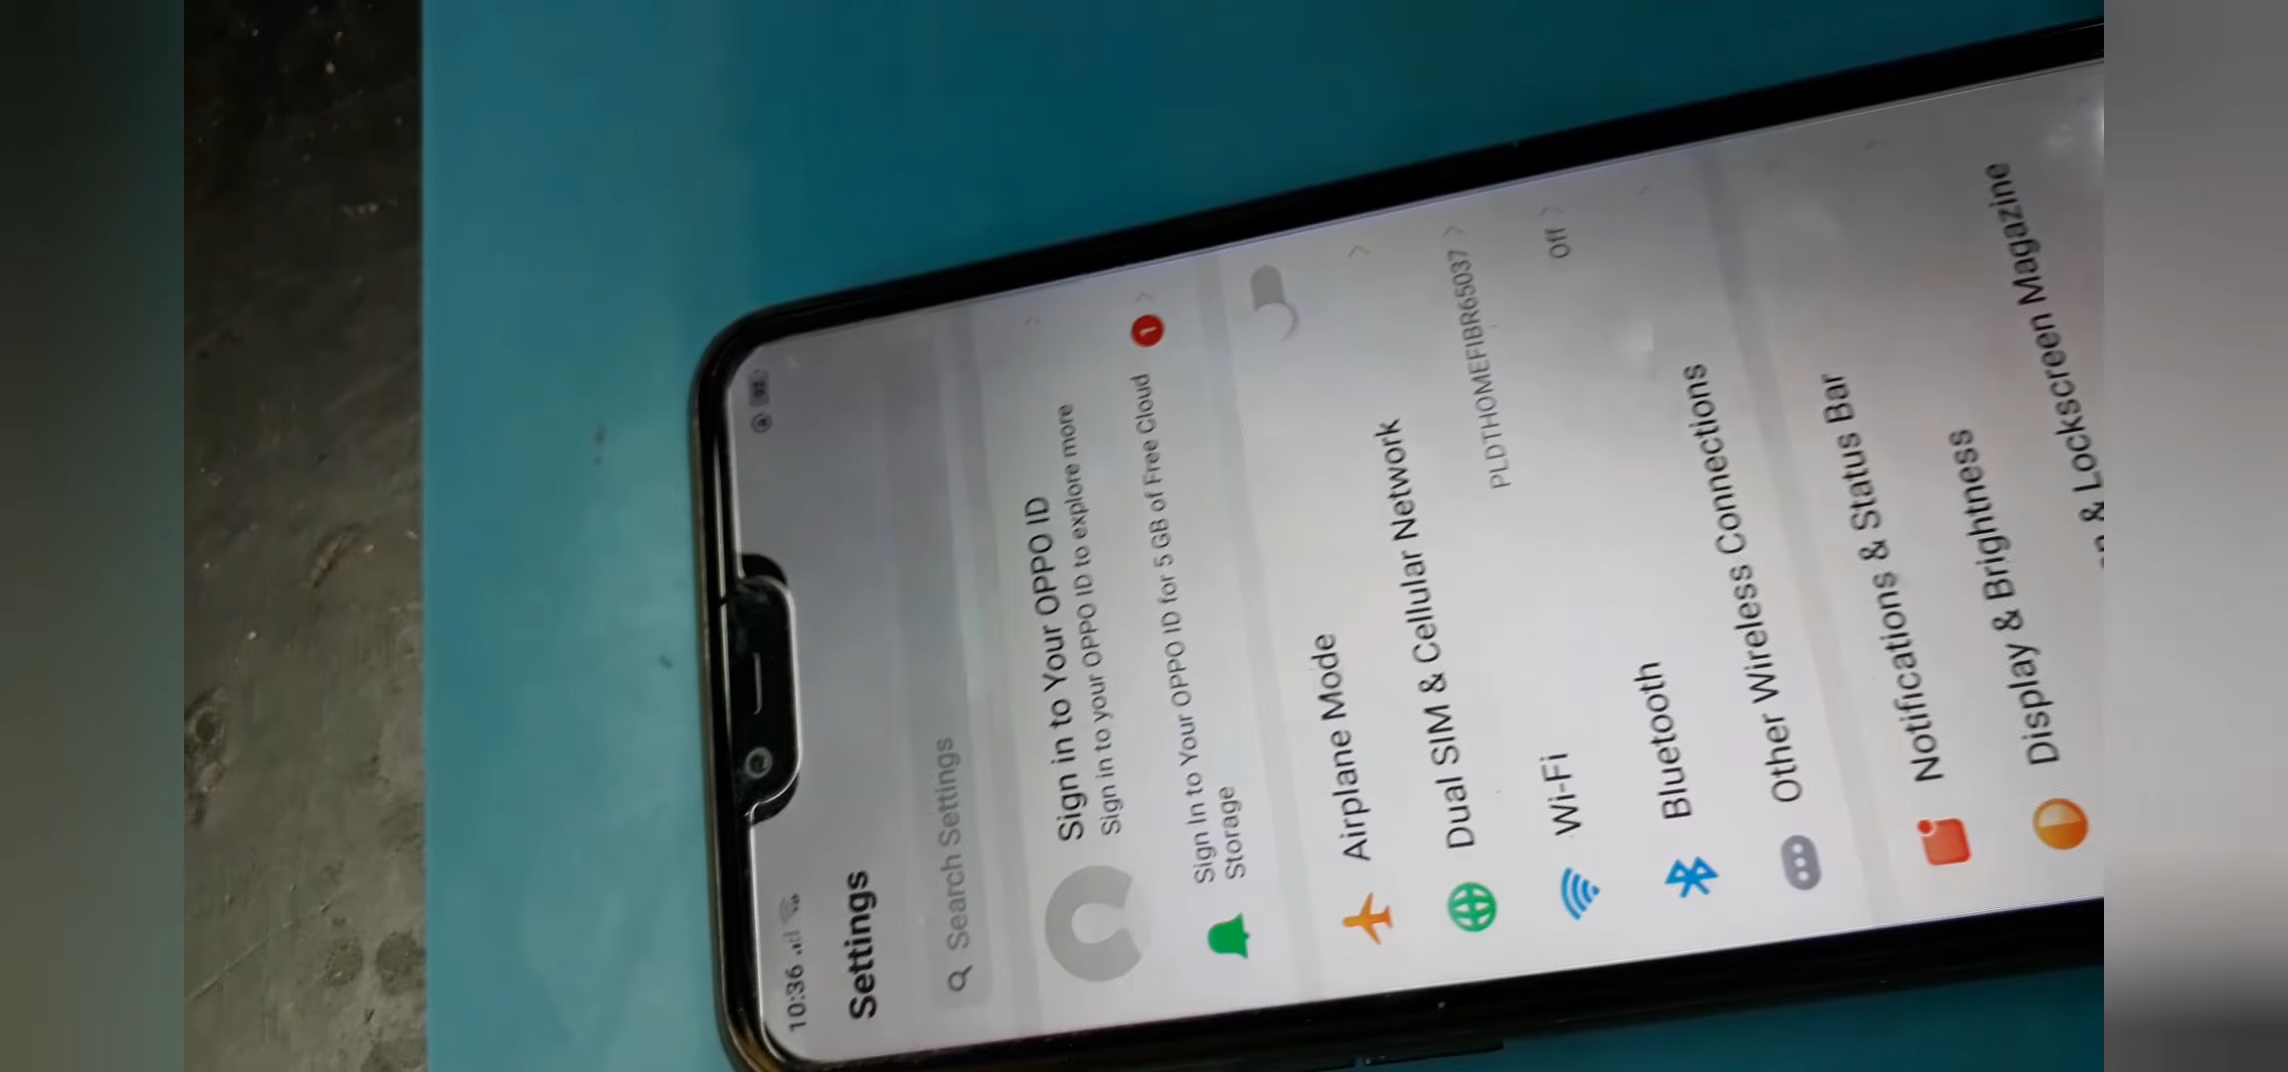 10:36
Settings
Search Settings
Sign in to Your OPPO ID
Sign in to your OPPO ID to explore more
Sign In to Your OPPO ID for 5 GB of Free Cloud
Storage
1
Airplane Mode
Dual SIM & Cellular Network
Wi-Fi
PLDTHOMEFIBR65037
Bluetooth
Off
Other Wireless Connections
Notifications & Status Bar
Display & Brightness
& Lockscreen Magazine